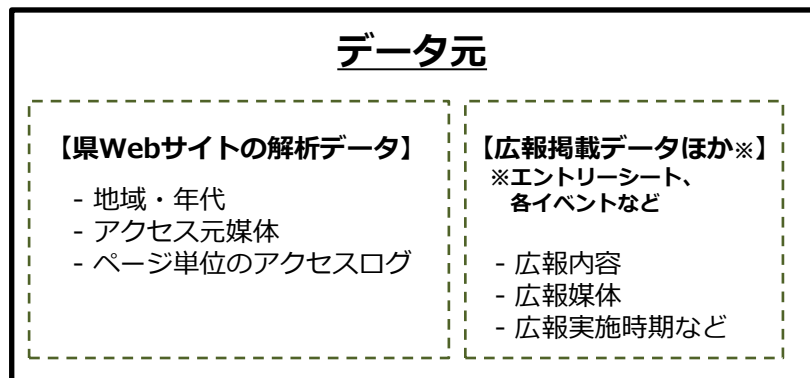 データ元
【県Webサイトの解析データ】
- 地域・年代
- アクセス元媒体
- ページ単位のアクセスログ
【広報掲載データほか※】
※エントリーシート、
各イベントなど
- 広報内容
- 広報媒体
- 広報実施時期など